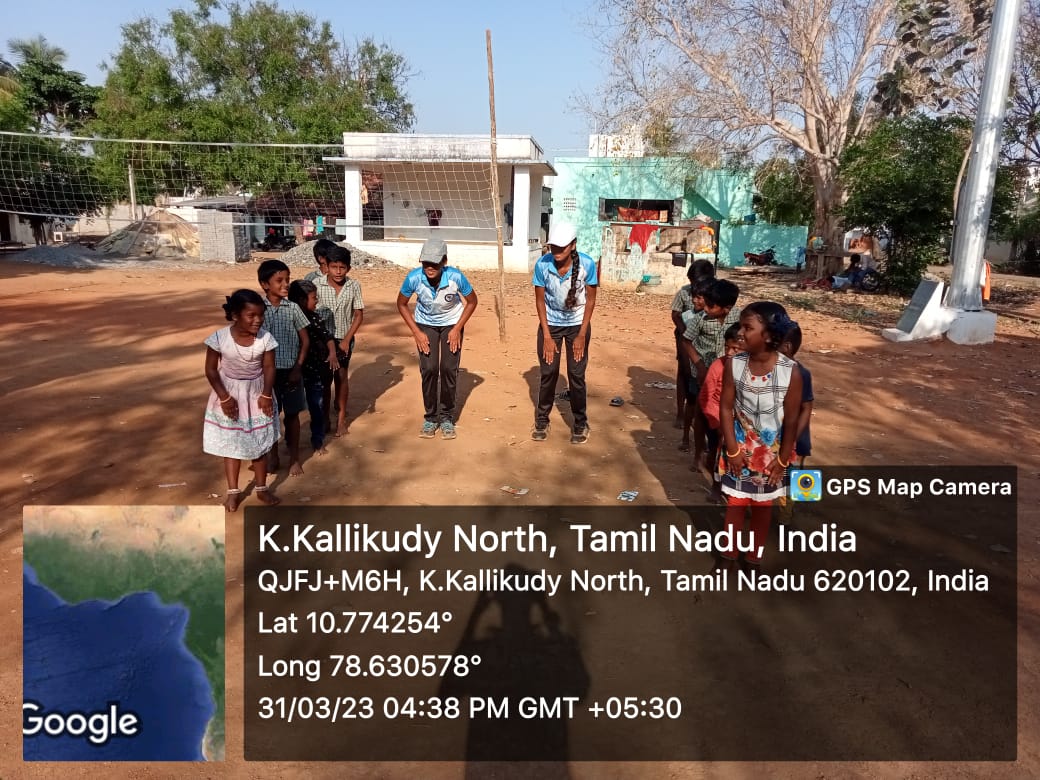 GPS Map Camera
K.Kallikudy North, Tamil Nadu, India
QJFJ+M6H, K.Kallikudy North, Tamil Nadu 620102, India
Lat 10.774254°
Long 78.630578°
31/03/23 04:38 PM GMT +05:30
Google